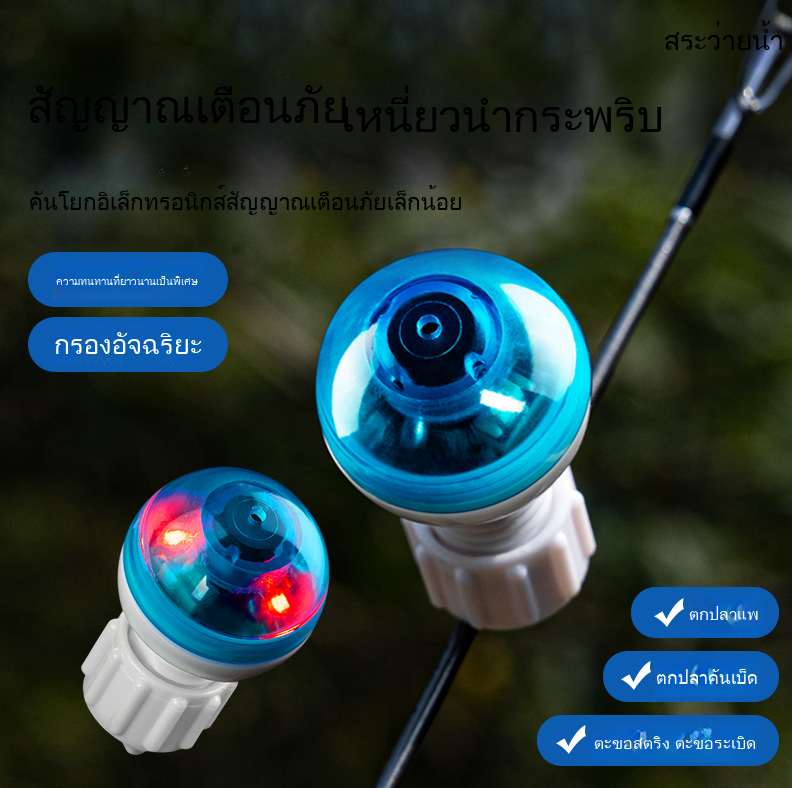 สระว่ายน้ำ
สัญญาณเตือนภัยเหนี่ยวนำกระพริบ
คันโยกอิเล็กทรอนิกส์สัญญาณเตือนภัยเล็กน้อย
ความทนทานที่ยาวนานเป็นพิเศษ
กรองอัจฉริยะ
ตกปลาแพ
ตกปลาคันเบ็ด
ตะขอสตริง ตะขอระเบิด